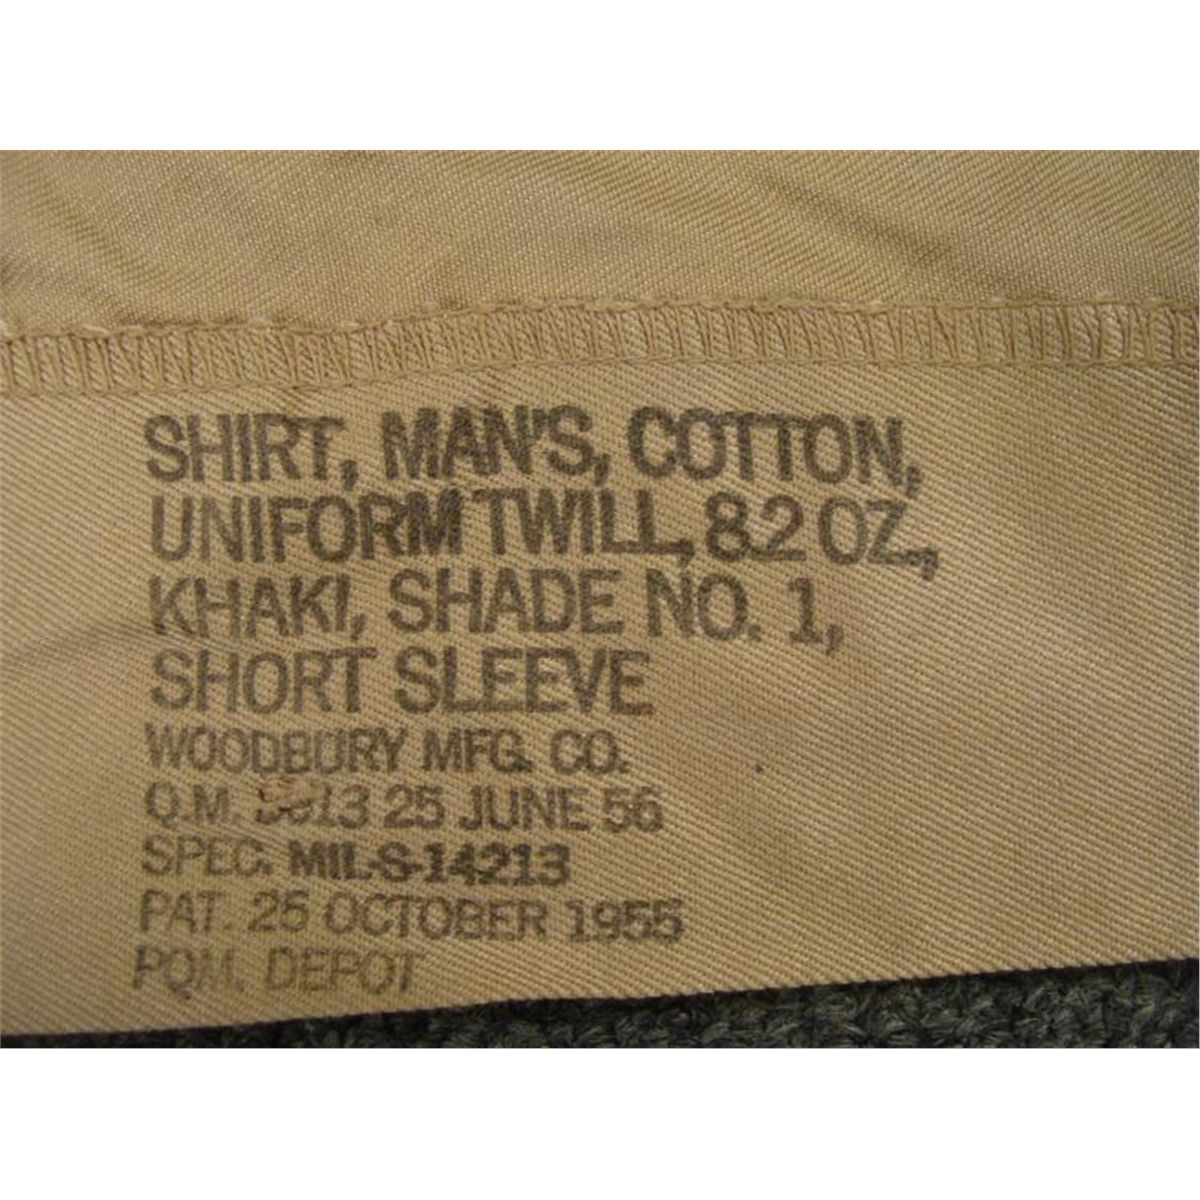 SHIRT, MAN'S, COTTON,
UNIFORM TWILL, 8.2 OZ.,
KHAKI, SHADE NO. 1,
SHORT SLEEVE
WOODBURY MFG. CO.
Q.M. 25 JUNE 56
SPEC. MIL-S-14213
PAT. 25 OCTOBER 1955
PQM. DEPOT